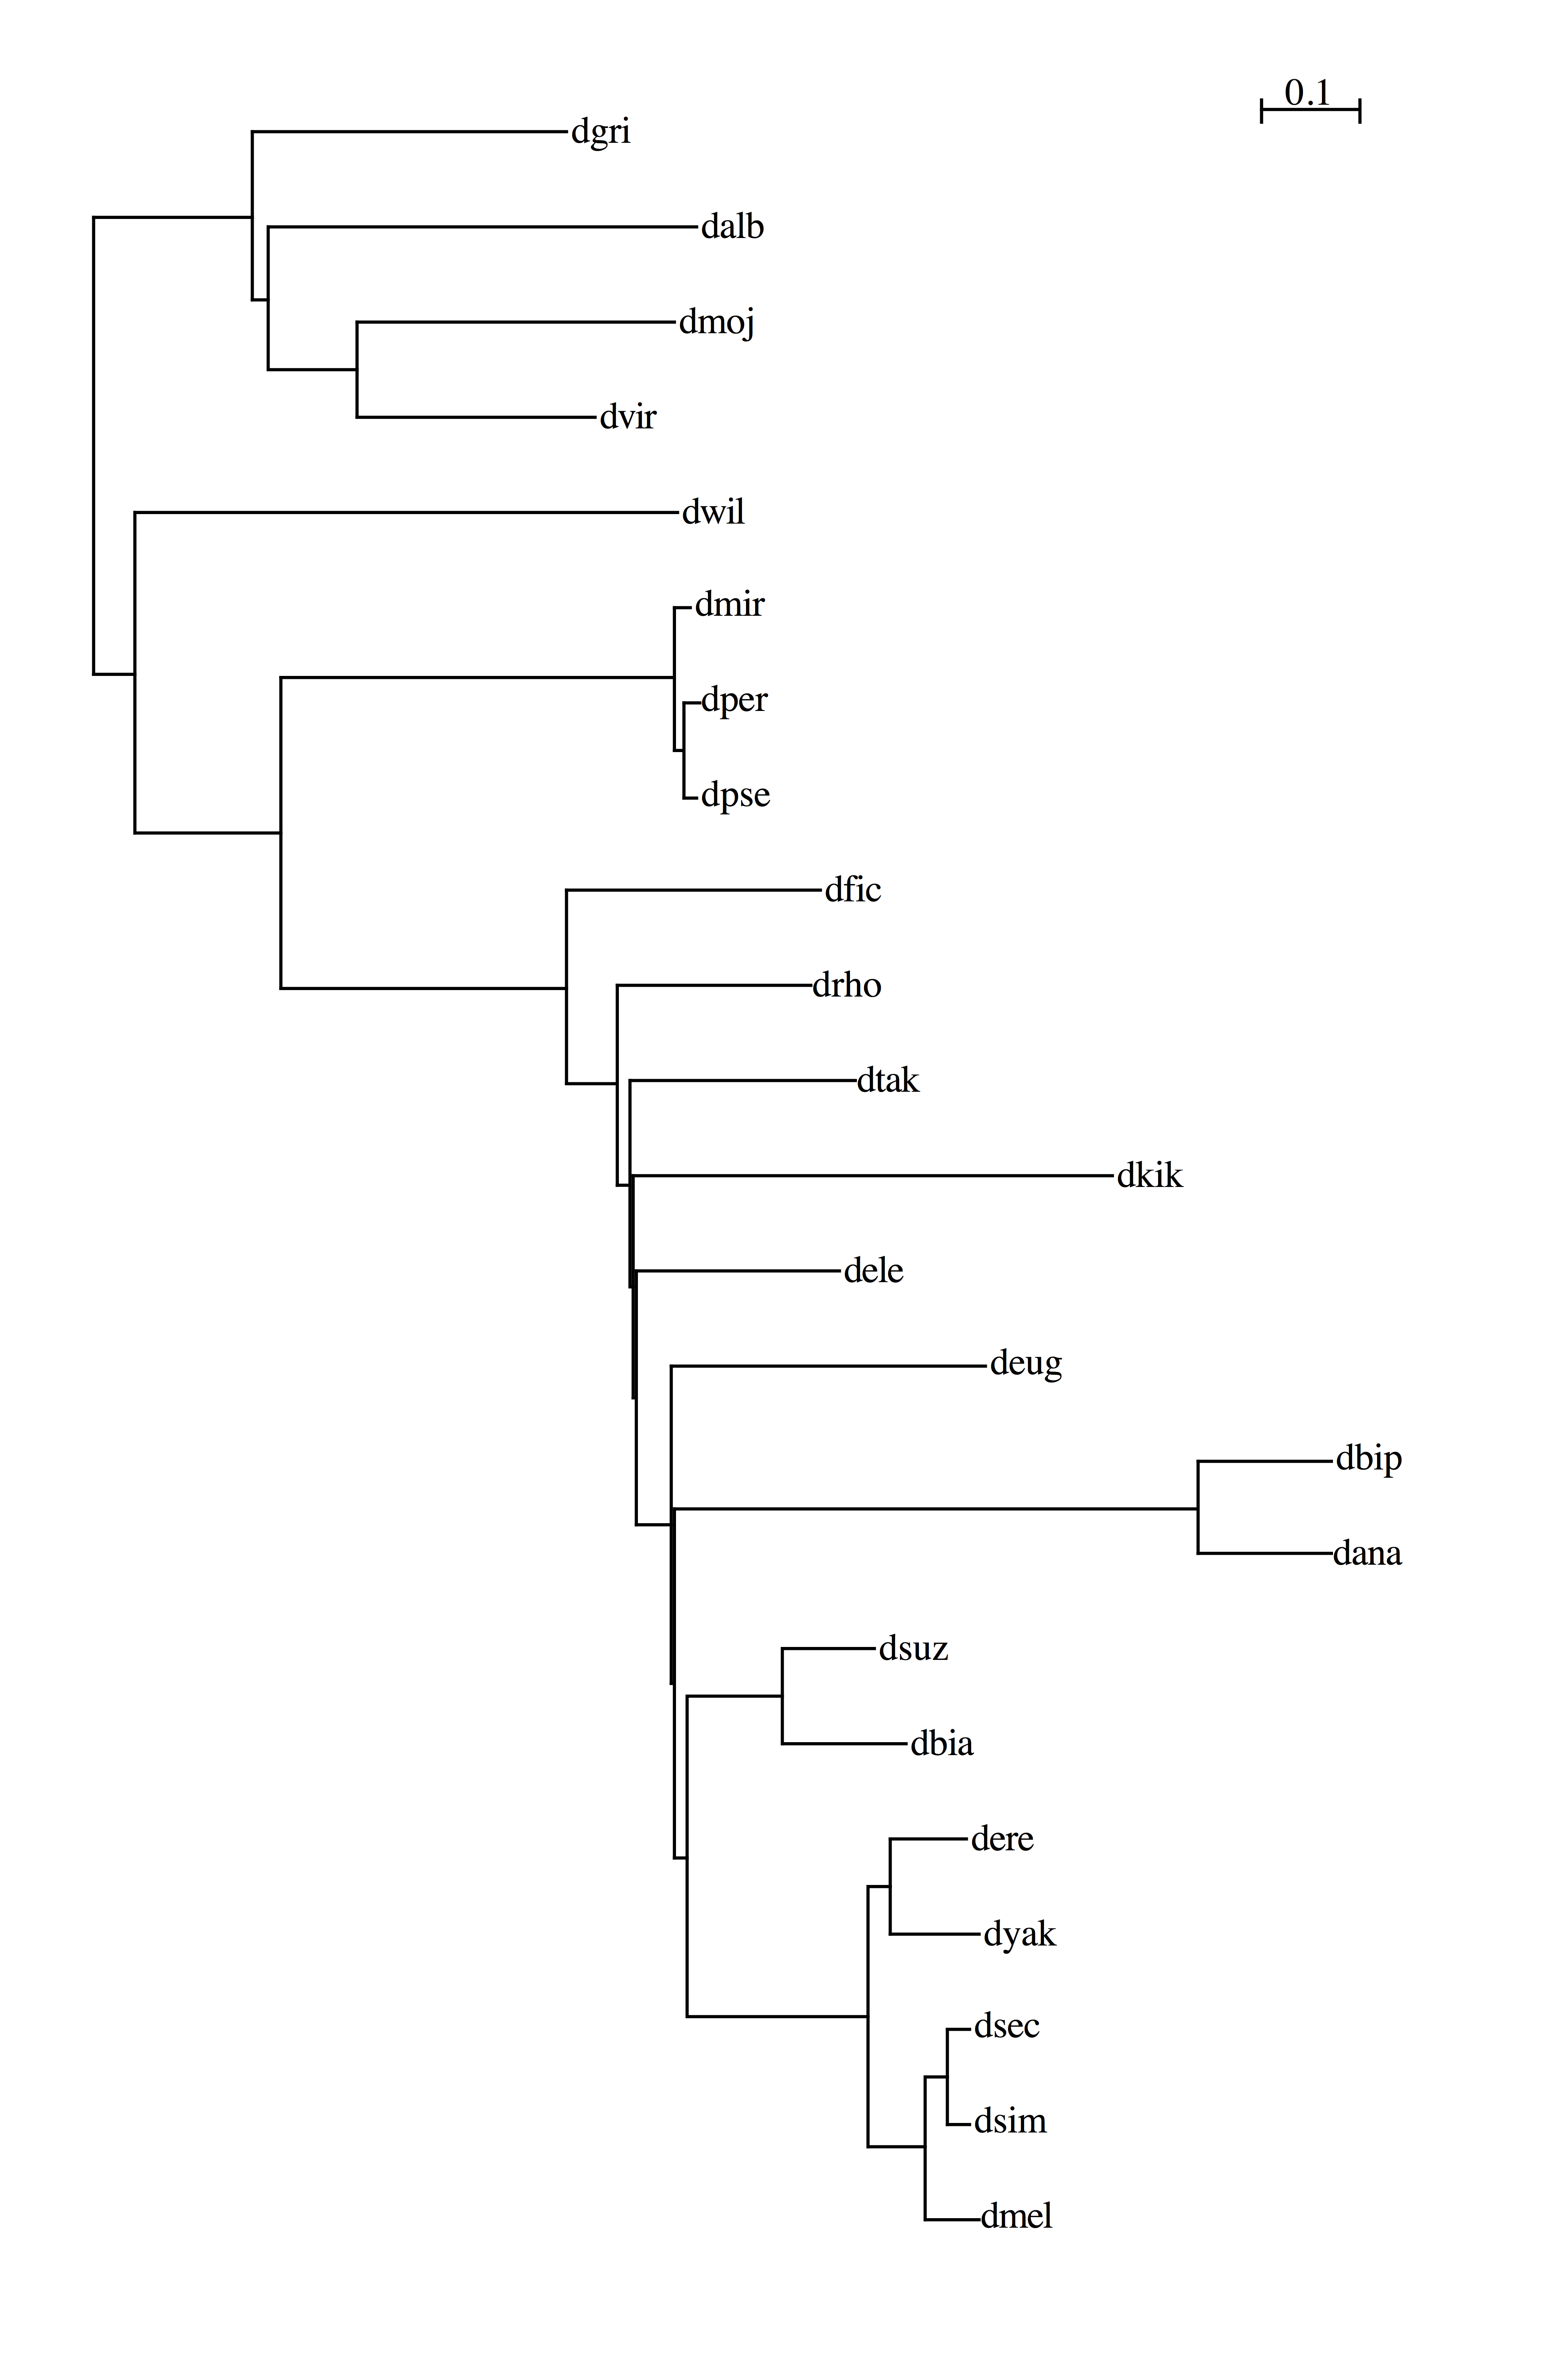 0.1
dgri
dalb
dmoj
dvir
dwil
dmir
dper
dpse
dfic
drho
dtak
dkik
dele
deug
dbip
dana
dsuz
dbia
dere
dyak
dsec
dsim
dmel